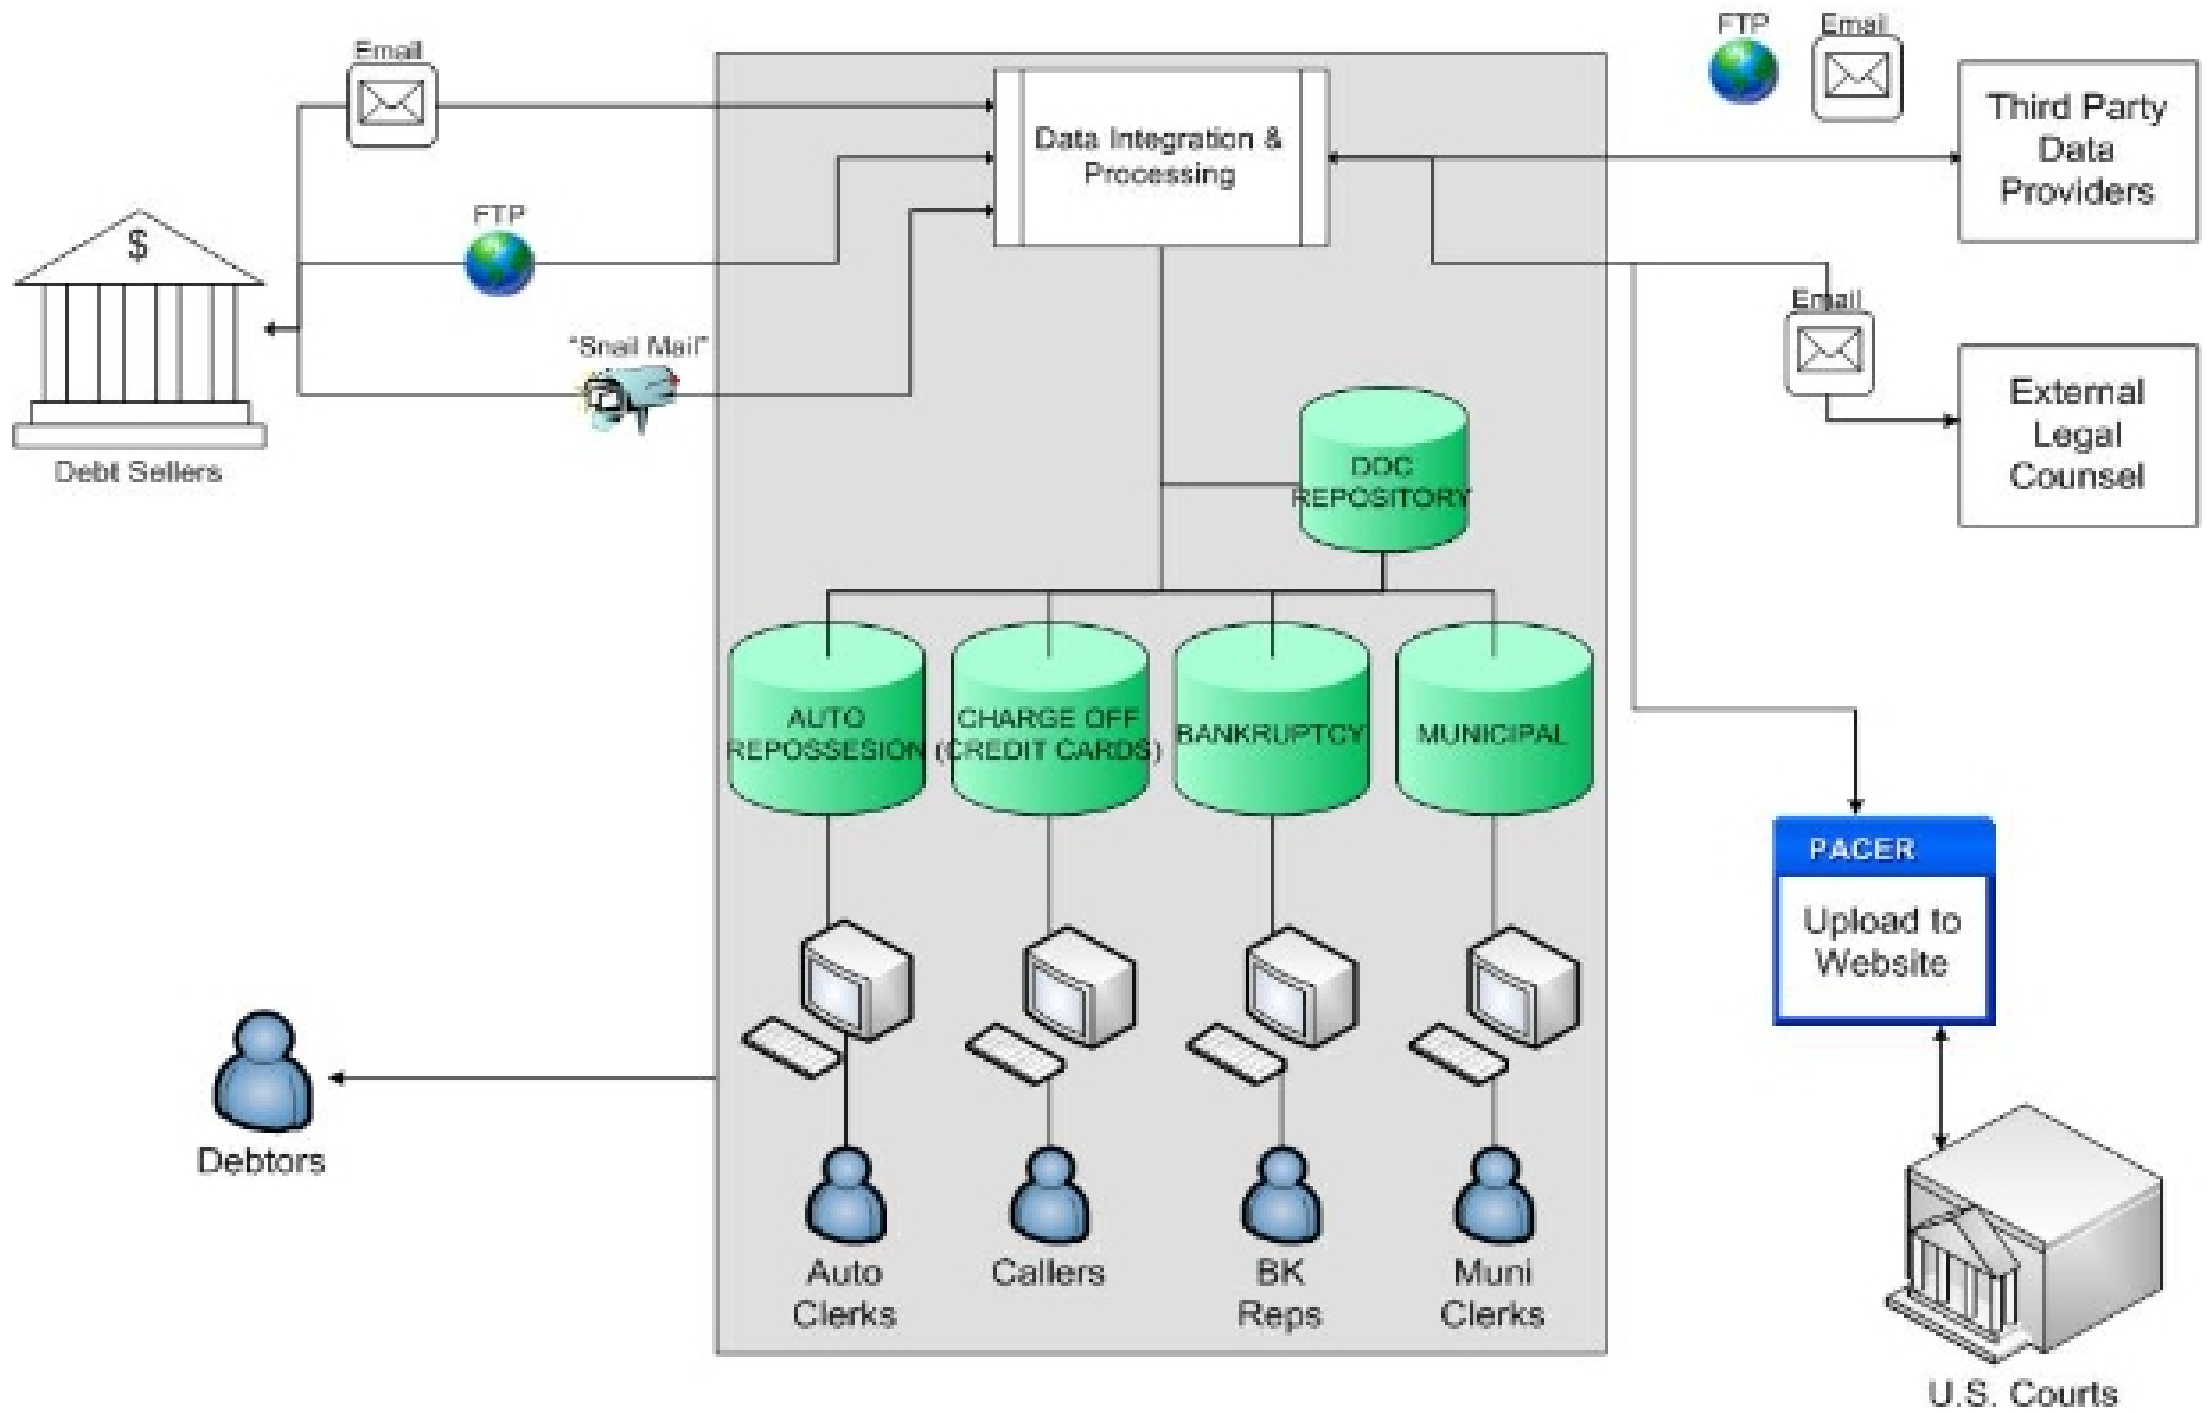 Email
FTP
Email
Data Integration &
Processing
Third Party
Data
Providers
FTP
$
"Snail Mail"
Debt Sellers
Email
External
Legal
Counsel
DOC
REPOSITORY
AUTO
REPOSSESION
CHARGE OFF
(CREDIT CARDS)
BANKRUPTCY
MUNICIPAL
PACER
Upload to
Website
Debtors
Auto
Clerks
Callers
BK
Reps
Muni
Clerks
U.S. Courts